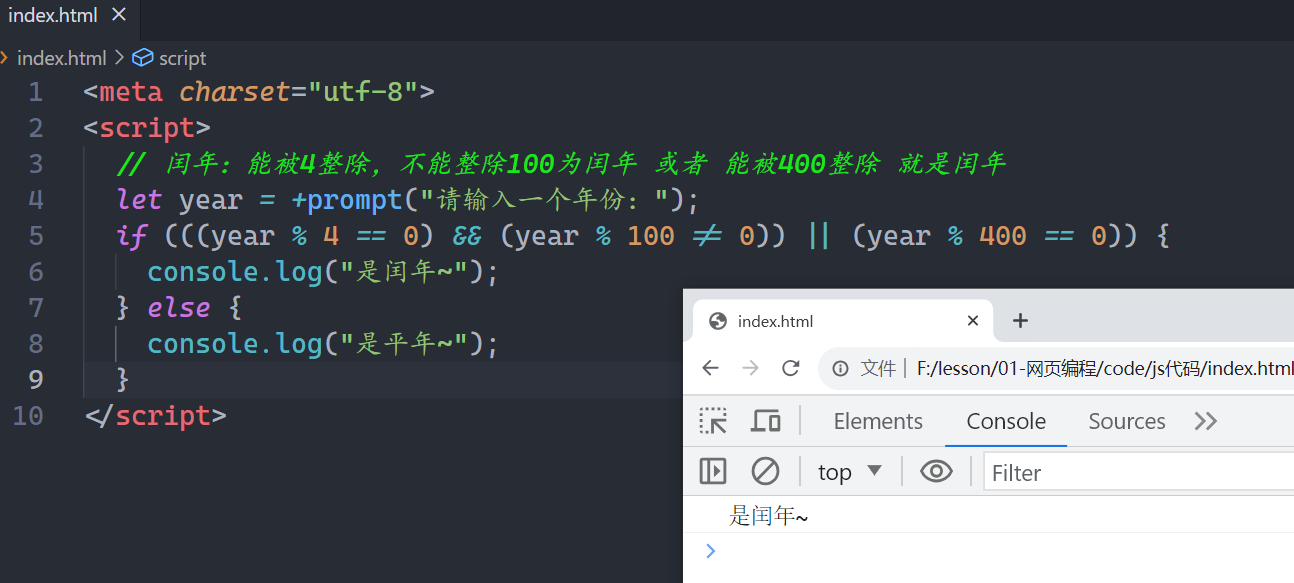 index.html ×
index.html > script
1 <meta charset="utf-8">
2 <script>
3 // 闰年：能被4整除，不能整除100为闰年 或者 能被400整除 就是闰年
4 let year = +prompt("请输入一个年份：");
5 if (((year % 4 == 0) && (year % 100 ≠ 0)) || (year % 400 == 0)) {
6 console.log("是闰年~");
7 } else {
8 console.log("是平年~");
9 }
10 </script>
index.html × +
文件 | F:/lesson/01-网页编程/code/js代码/index.html
Elements Console Sources >>
top Filter
是闰年~
>